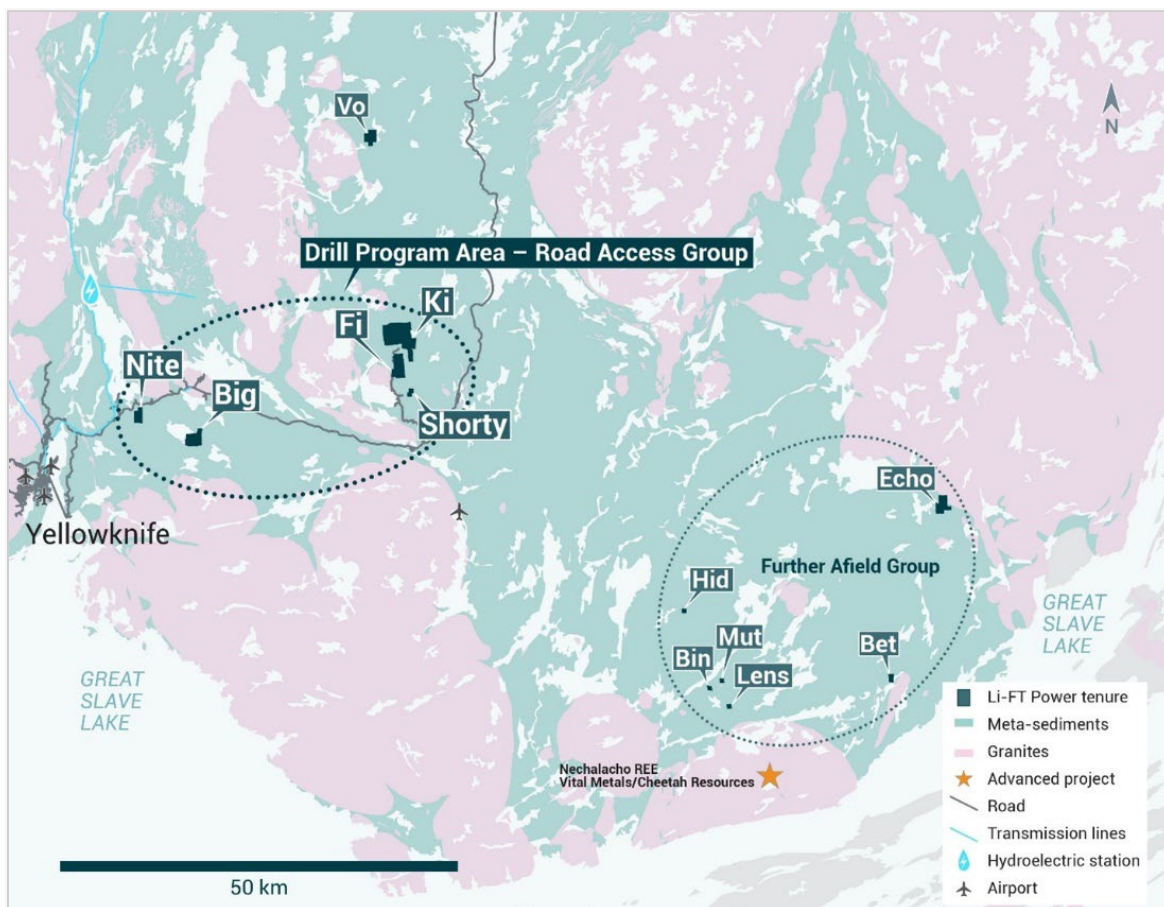 Vo
N
Drill Program Area – Road Access Group
Ki
Fi
Nite
Big
Shorty
Yellowknife
Echo
Further Afield Group
Hid
Mut
Bin
Lens
Bet
GREAT
SLAVE
LAKE
GREAT
SLAVE
LAKE
Nechalacho REE
Vital Metals/Cheetah Resources
50 km
Li-FT Power tenure
Meta-sediments
Granites
Advanced project
Road
Transmission lines
Hydroelectric station
Airport